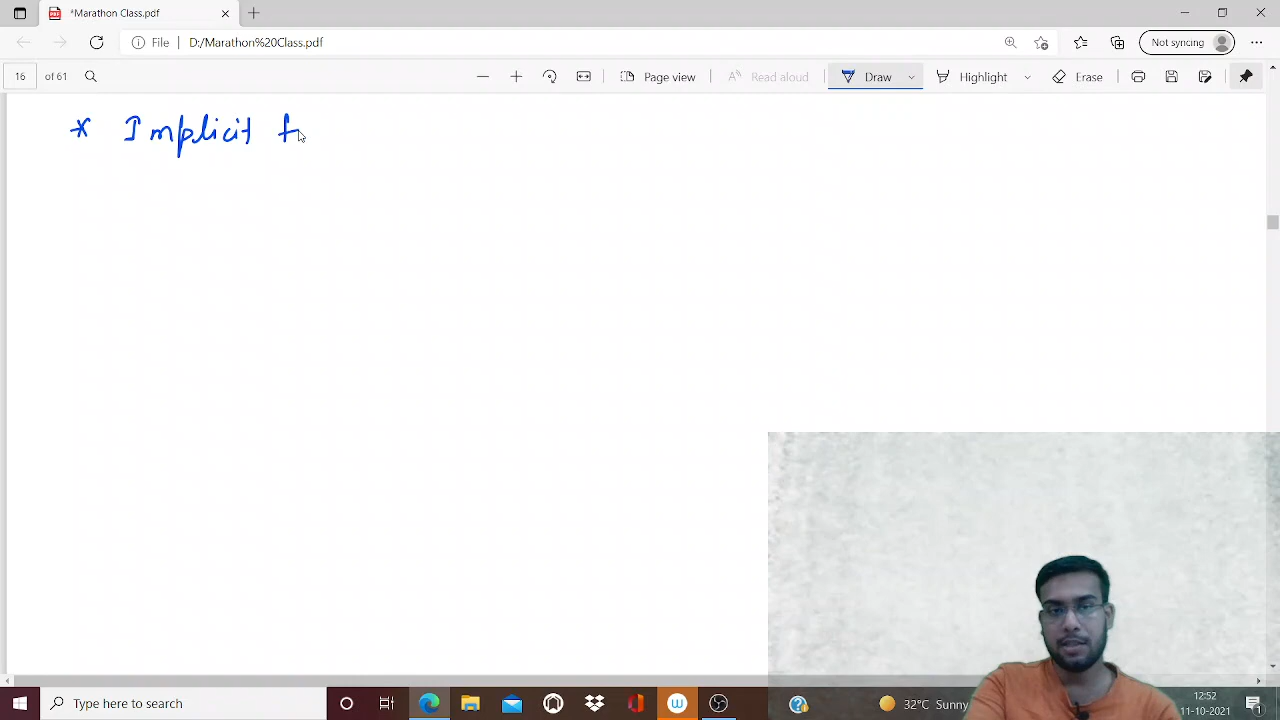 *Marathon Class.pdf
File D:/Marathon%20Class.pdf Not syncing
16 of 61 Page view Read aloud Draw Highlight Erase
* Implicit f
Type here to search 32°C Sunny 12:52
11-10-2021